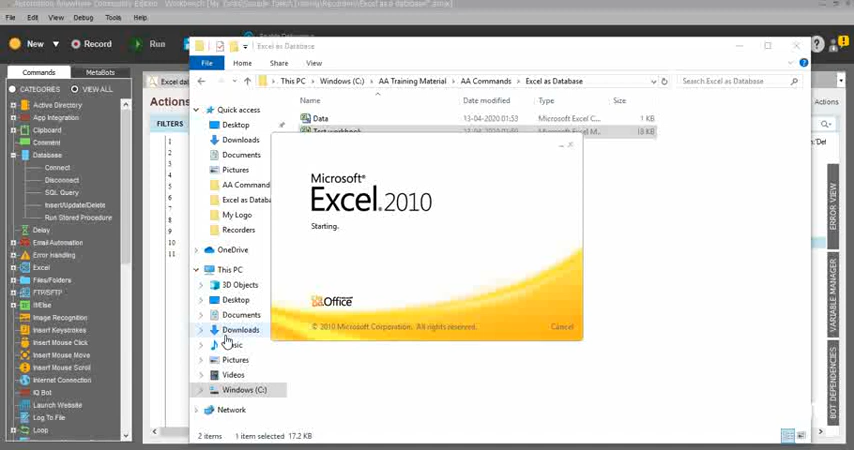 File Edit View Debug Tools Help
New Record Run
Excel as Database
File Home Share View
Commands MetaBots
This PC Windows (C:) AA Training Material AA Commands Excel as Database Search Excel as Database
CATEGORIES VIEW ALL
Actions Actions
FILTERS
Quick access
Name Date modified Type Size
Data 13-04-2020 01:53 Microsoft Excel C... 1 KB
Active Directory
App Integration
Clipboard
Comment
Database
Connect
Disconnect
SQL Query
Insert/Update/Delete
Run Stored Procedure
Delay
Email Automation
Error handling
Excel
Files/Folders
FTP/SFTP
If/Else
Image Recognition
Insert Keystrokes
Insert Mouse Click
Insert Mouse Move
Insert Mouse Scroll
Internet Connection
IQ Bot
Launch Website
Log To File
Loop
1
2
3
4
5
6
7
8
9
10
11
Desktop
Downloads
Documents
Pictures
AA Command
Excel as Databa
My Logo
Recorders
OneDrive
This PC
3D Objects
Desktop
Documents
Downloads
Pictures
Videos
Windows (C:)
Network
Microsoft®
Excel®2010
Starting.
Office
© 2010 Microsoft Corporation. All rights reserved. Cancel
ERROR VIEW
VARIABLE MANAGER
BOT DEPENDENCIES
2 items 1 item selected 17.2 KB